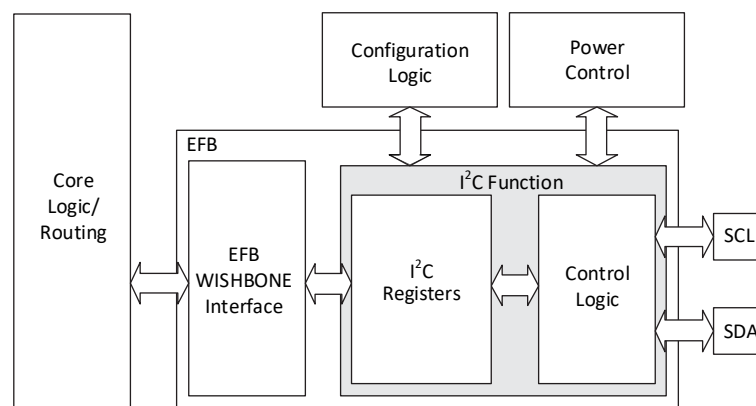 Configuration
Logic
Power
Control
EFB
Core
Logic/
Routing
I²C Function
EFB
WISHBONE
Interface
I²C
Registers
Control
Logic
SCL
SDA